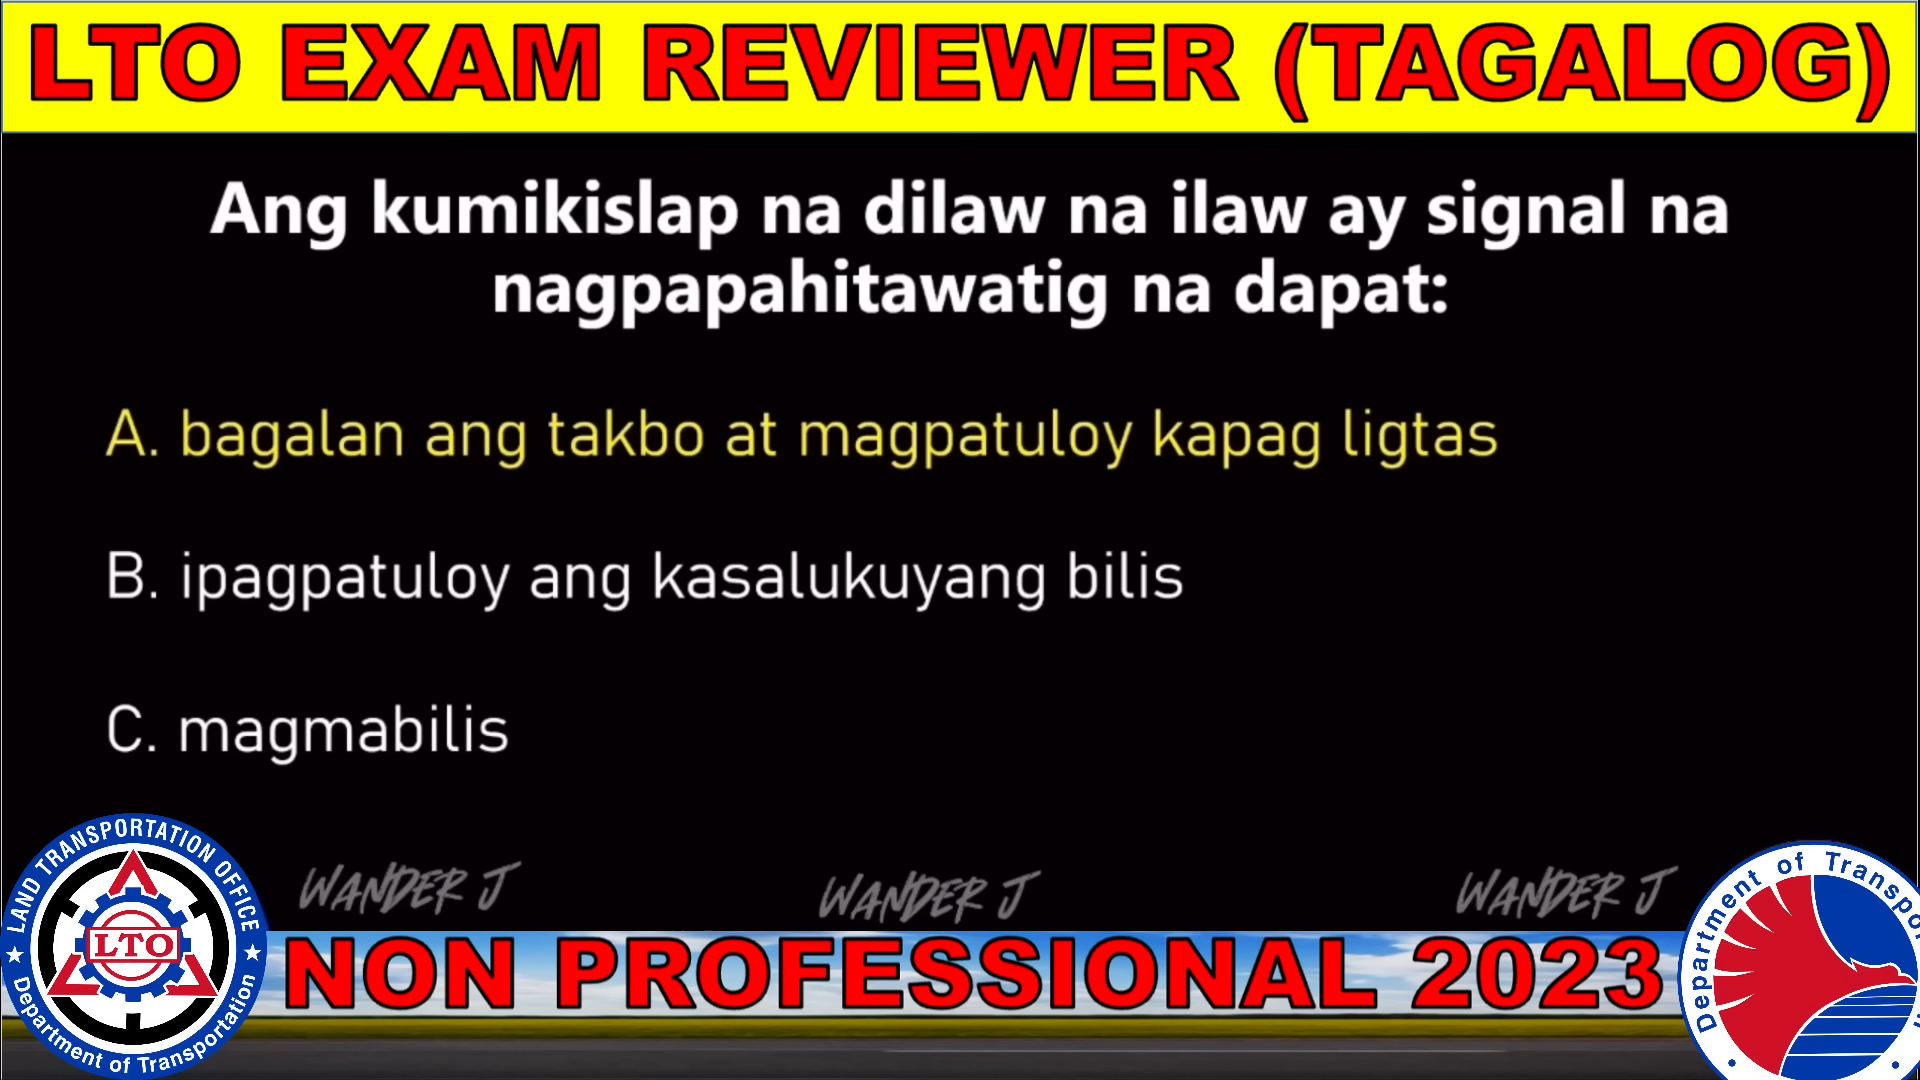 LTO EXAM REVIEWER (TAGALOG)
Ang kumikislap na dilaw na ilaw ay signal na
nagpapahitawatig na dapat:
A. bagalan ang takbo at magpatuloy kapag ligtas
B. ipagpatuloy ang kasalukuyang bilis
C. magmabilis
WANDER J
WANDER J
WANDER J
NON PROFESSIONAL 2023
LAND TRANSPORTATION OFFICE
LTO
Department of Transportation
Department of Transpor